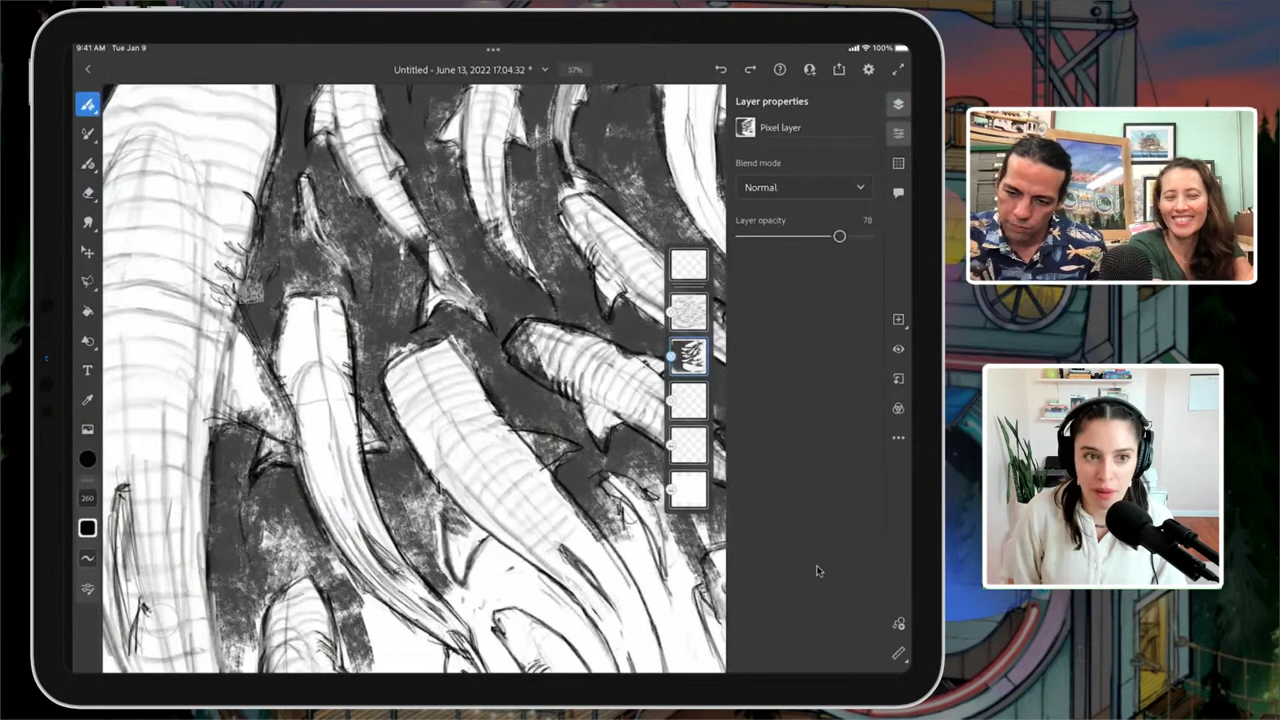 9:41 AM Tue Jan 9
100%
Untitled - June 13, 2022 17.04.32 *
57%
Layer properties
Pixel layer
Blend mode
Normal
Layer opacity 78
T
260